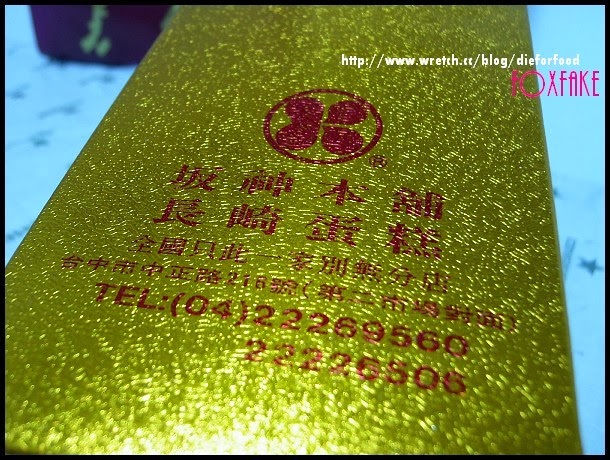 http://www.wretch.cc/blog/dieforfood
FOXFAKE
®
坂神本舖
長崎蛋糕
全國只此一家別無分店
台中市中正路216號(第二市場對面)
TEL:(04)22269560
22226806